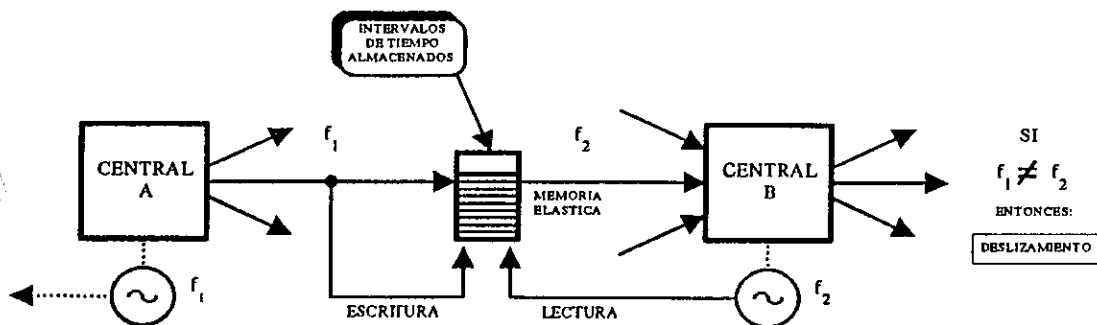 INTERVALOS
DE TIEMPO
ALMACENADOS
f1
f2
SI
CENTRAL
A
CENTRAL
B
f1 ≠ f2
MEMORIA
ELASTICA
ENTONCES:
DESLIZAMIENTO
f1
f2
ESCRITURA
LECTURA